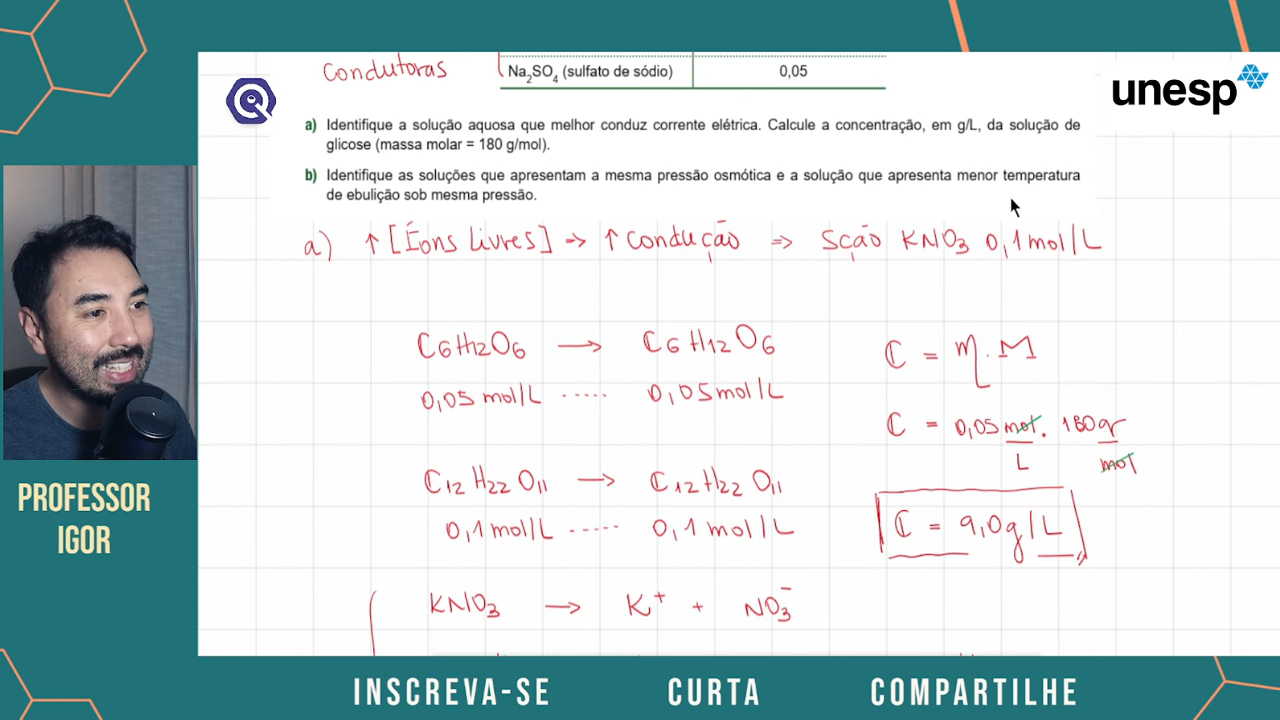 Condutoras
Na2SO4 (sulfato de sódio) 0,05
unesp
a) Identifique a solução aquosa que melhor conduz corrente elétrica. Calcule a concentração, em g/L, da solução de
glicose (massa molar = 180 g/mol).
b) Identifique as soluções que apresentam a mesma pressão osmótica e a solução que apresenta menor temperatura
de ebulição sob mesma pressão.
a) ↑ [Íons Livres] → ↑ Condução ⇒ Sção KNO3 0,1mol/L
C6H12O6 → C6H12O6
0,05 mol/L ..... 0,05 mol/L
C = η . M
C = 0,05 mol/L . 180 g/mol
C12H22O11 → C12H22O11
0,1 mol/L ..... 0,1 mol/L
C = 9,0g/L
KNO3 → K+ + NO3-
PROFESSOR
IGOR
INSCREVA-SE CURTA COMPARTILHE